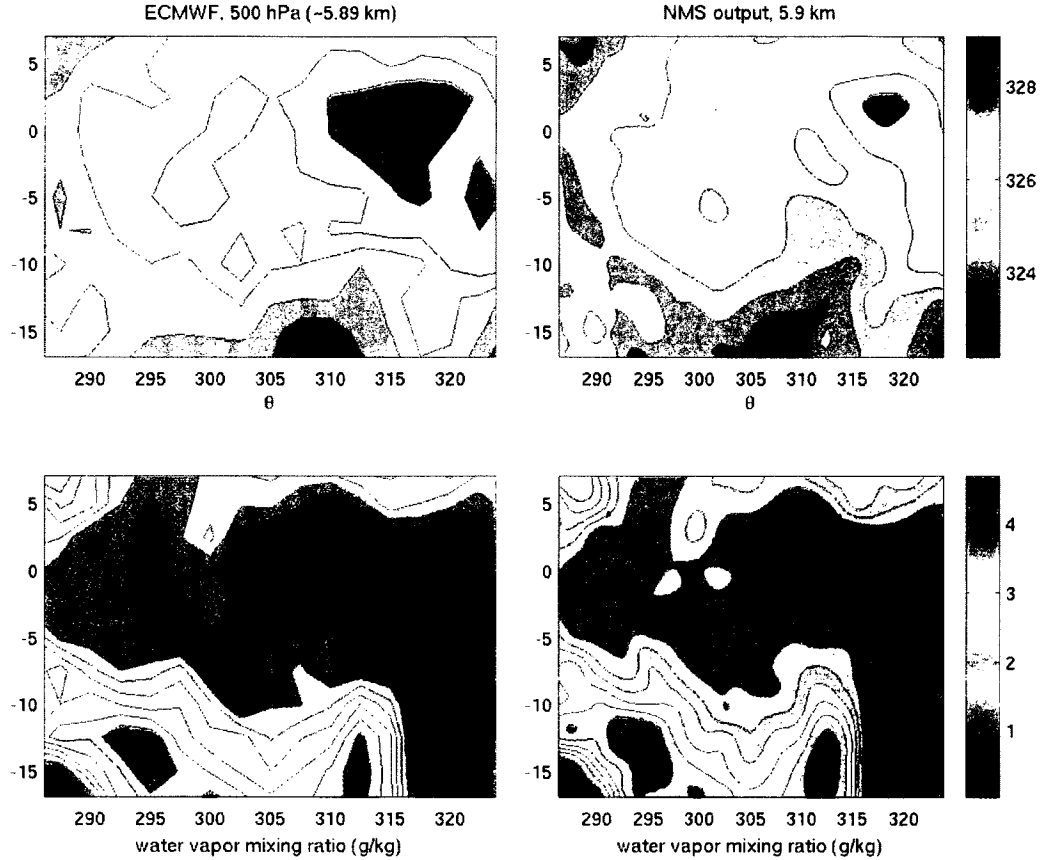 ECMWF, 500 hPa (~5.89 km)
NMS output, 5.9 km
5
0
-5
-10
-15
290 295 300 305 310 315 320
θ
5
0
-5
-10
-15
290 295 300 305 310 315 320
θ
328
326
324
5
0
-5
-10
-15
290 295 300 305 310 315 320
water vapor mixing ratio (g/kg)
5
0
-5
-10
-15
290 295 300 305 310 315 320
water vapor mixing ratio (g/kg)
4
3
2
1